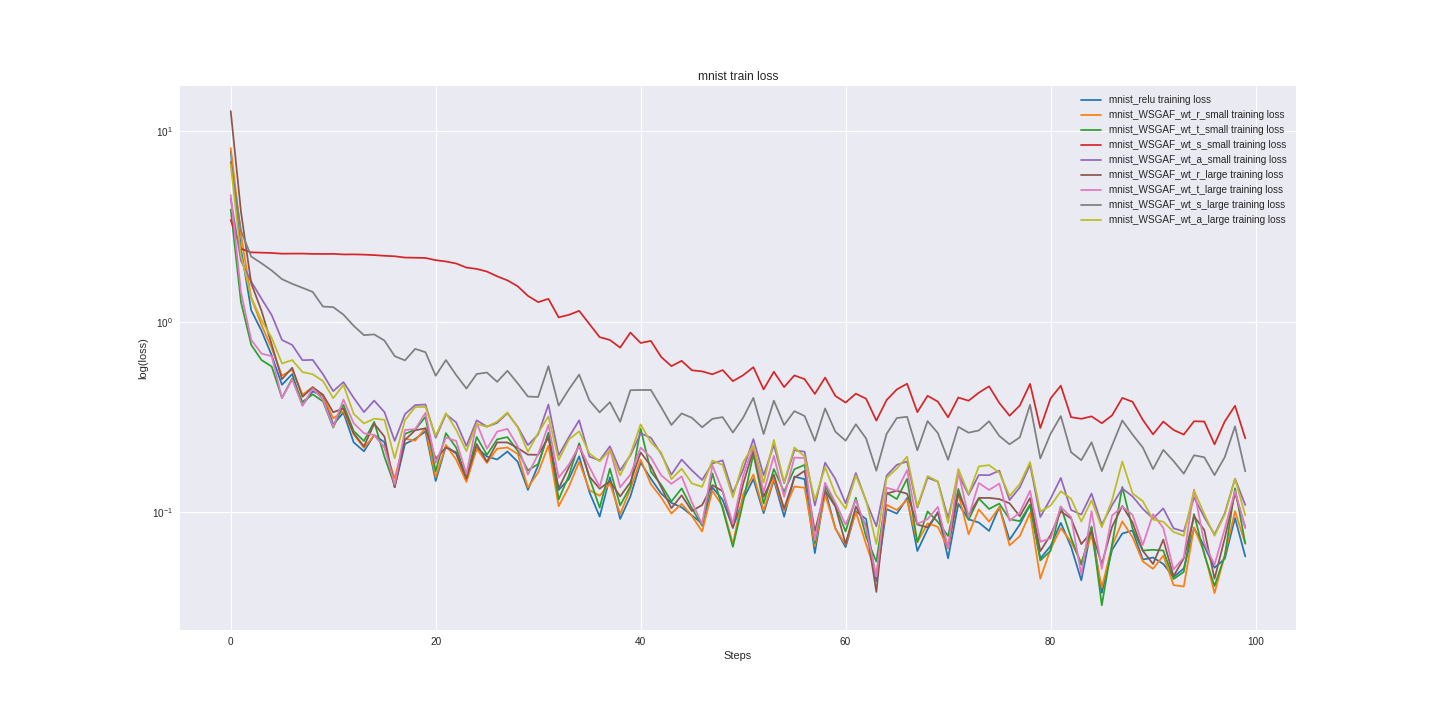 mnist train loss
mnist_relu training loss
mnist_WSGAF_wt_r_small training loss
mnist_WSGAF_wt_t_small training loss
mnist_WSGAF_wt_s_small training loss
mnist_WSGAF_wt_a_small training loss
mnist_WSGAF_wt_r_large training loss
mnist_WSGAF_wt_t_large training loss
mnist_WSGAF_wt_s_large training loss
mnist_WSGAF_wt_a_large training loss
log(loss)
10¹
10⁰
10⁻¹
0 20 40 60 80 100
Steps